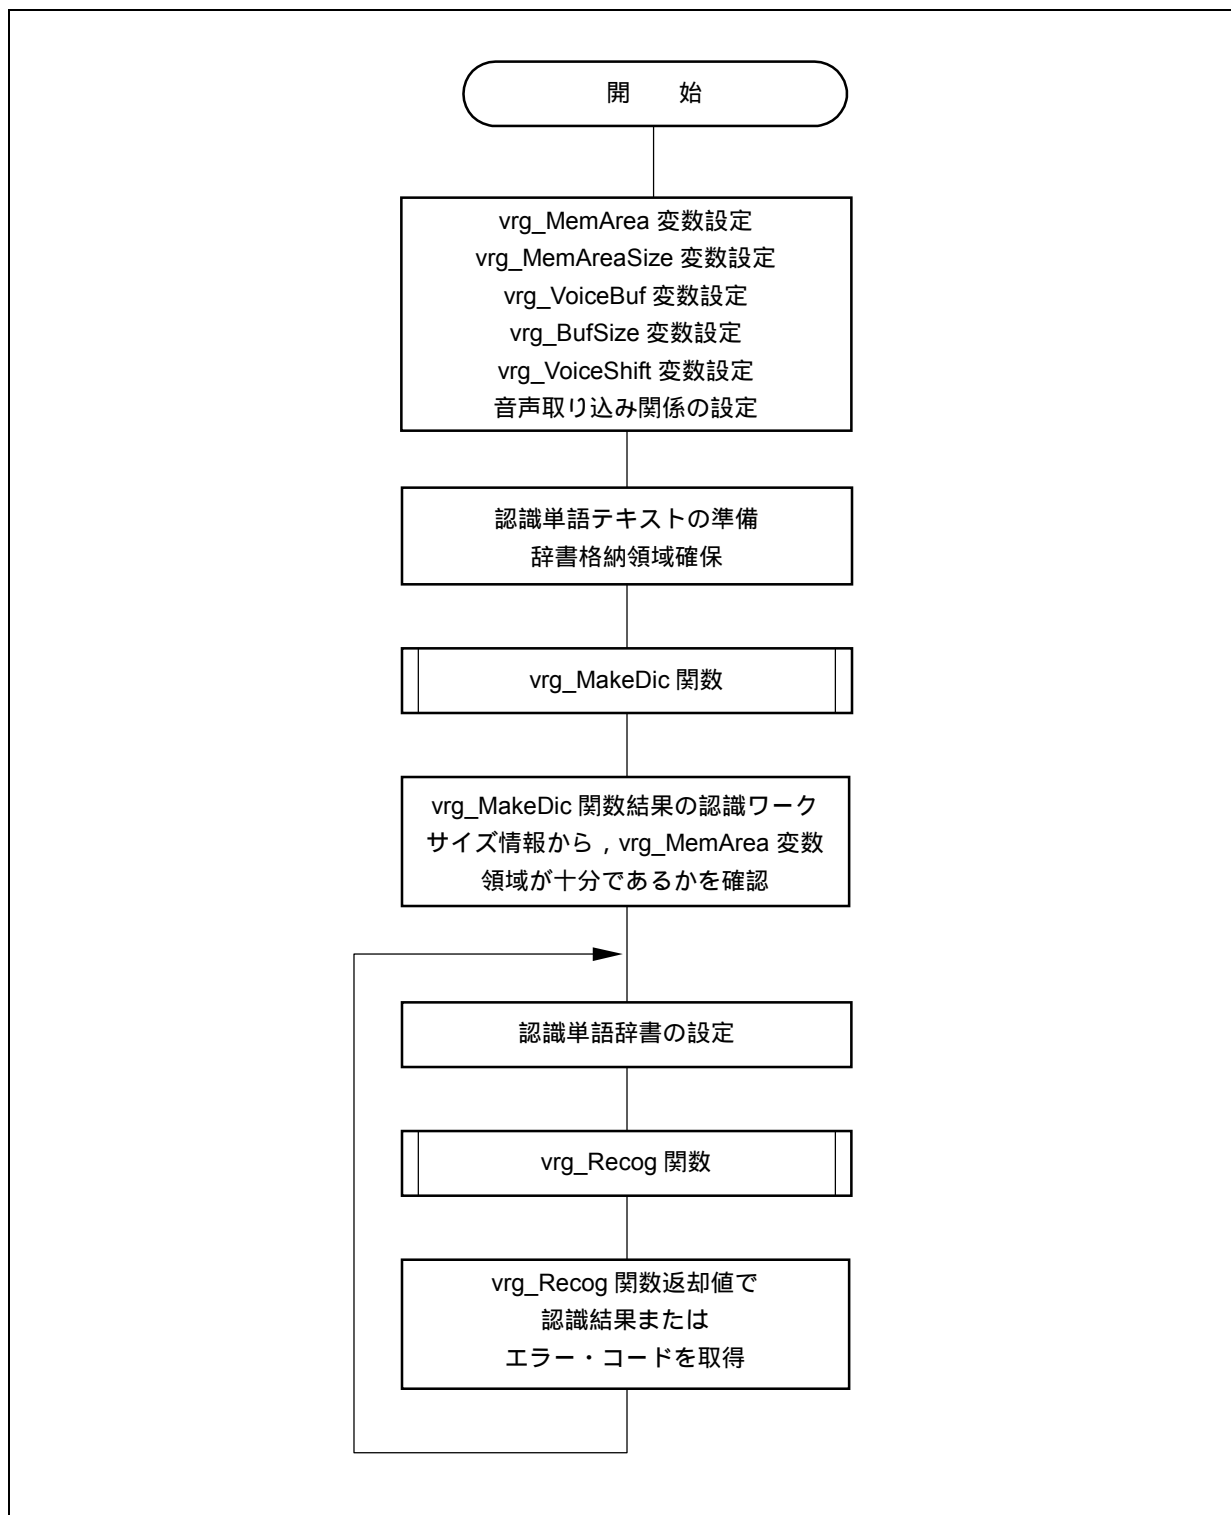 開　　始
vrg_MemArea 変数設定
vrg_MemAreaSize 変数設定
vrg_VoiceBuf 変数設定
vrg_BufSize 変数設定
vrg_VoiceShift 変数設定
音声取り込み関係の設定
認識単語テキストの準備
辞書格納領域確保
vrg_MakeDic 関数
vrg_MakeDic 関数結果の認識ワーク
サイズ情報から，vrg_MemArea 変数
領域が十分であるかを確認
認識単語辞書の設定
vrg_Recog 関数
vrg_Recog 関数返却値で
認識結果または
エラー・コードを取得